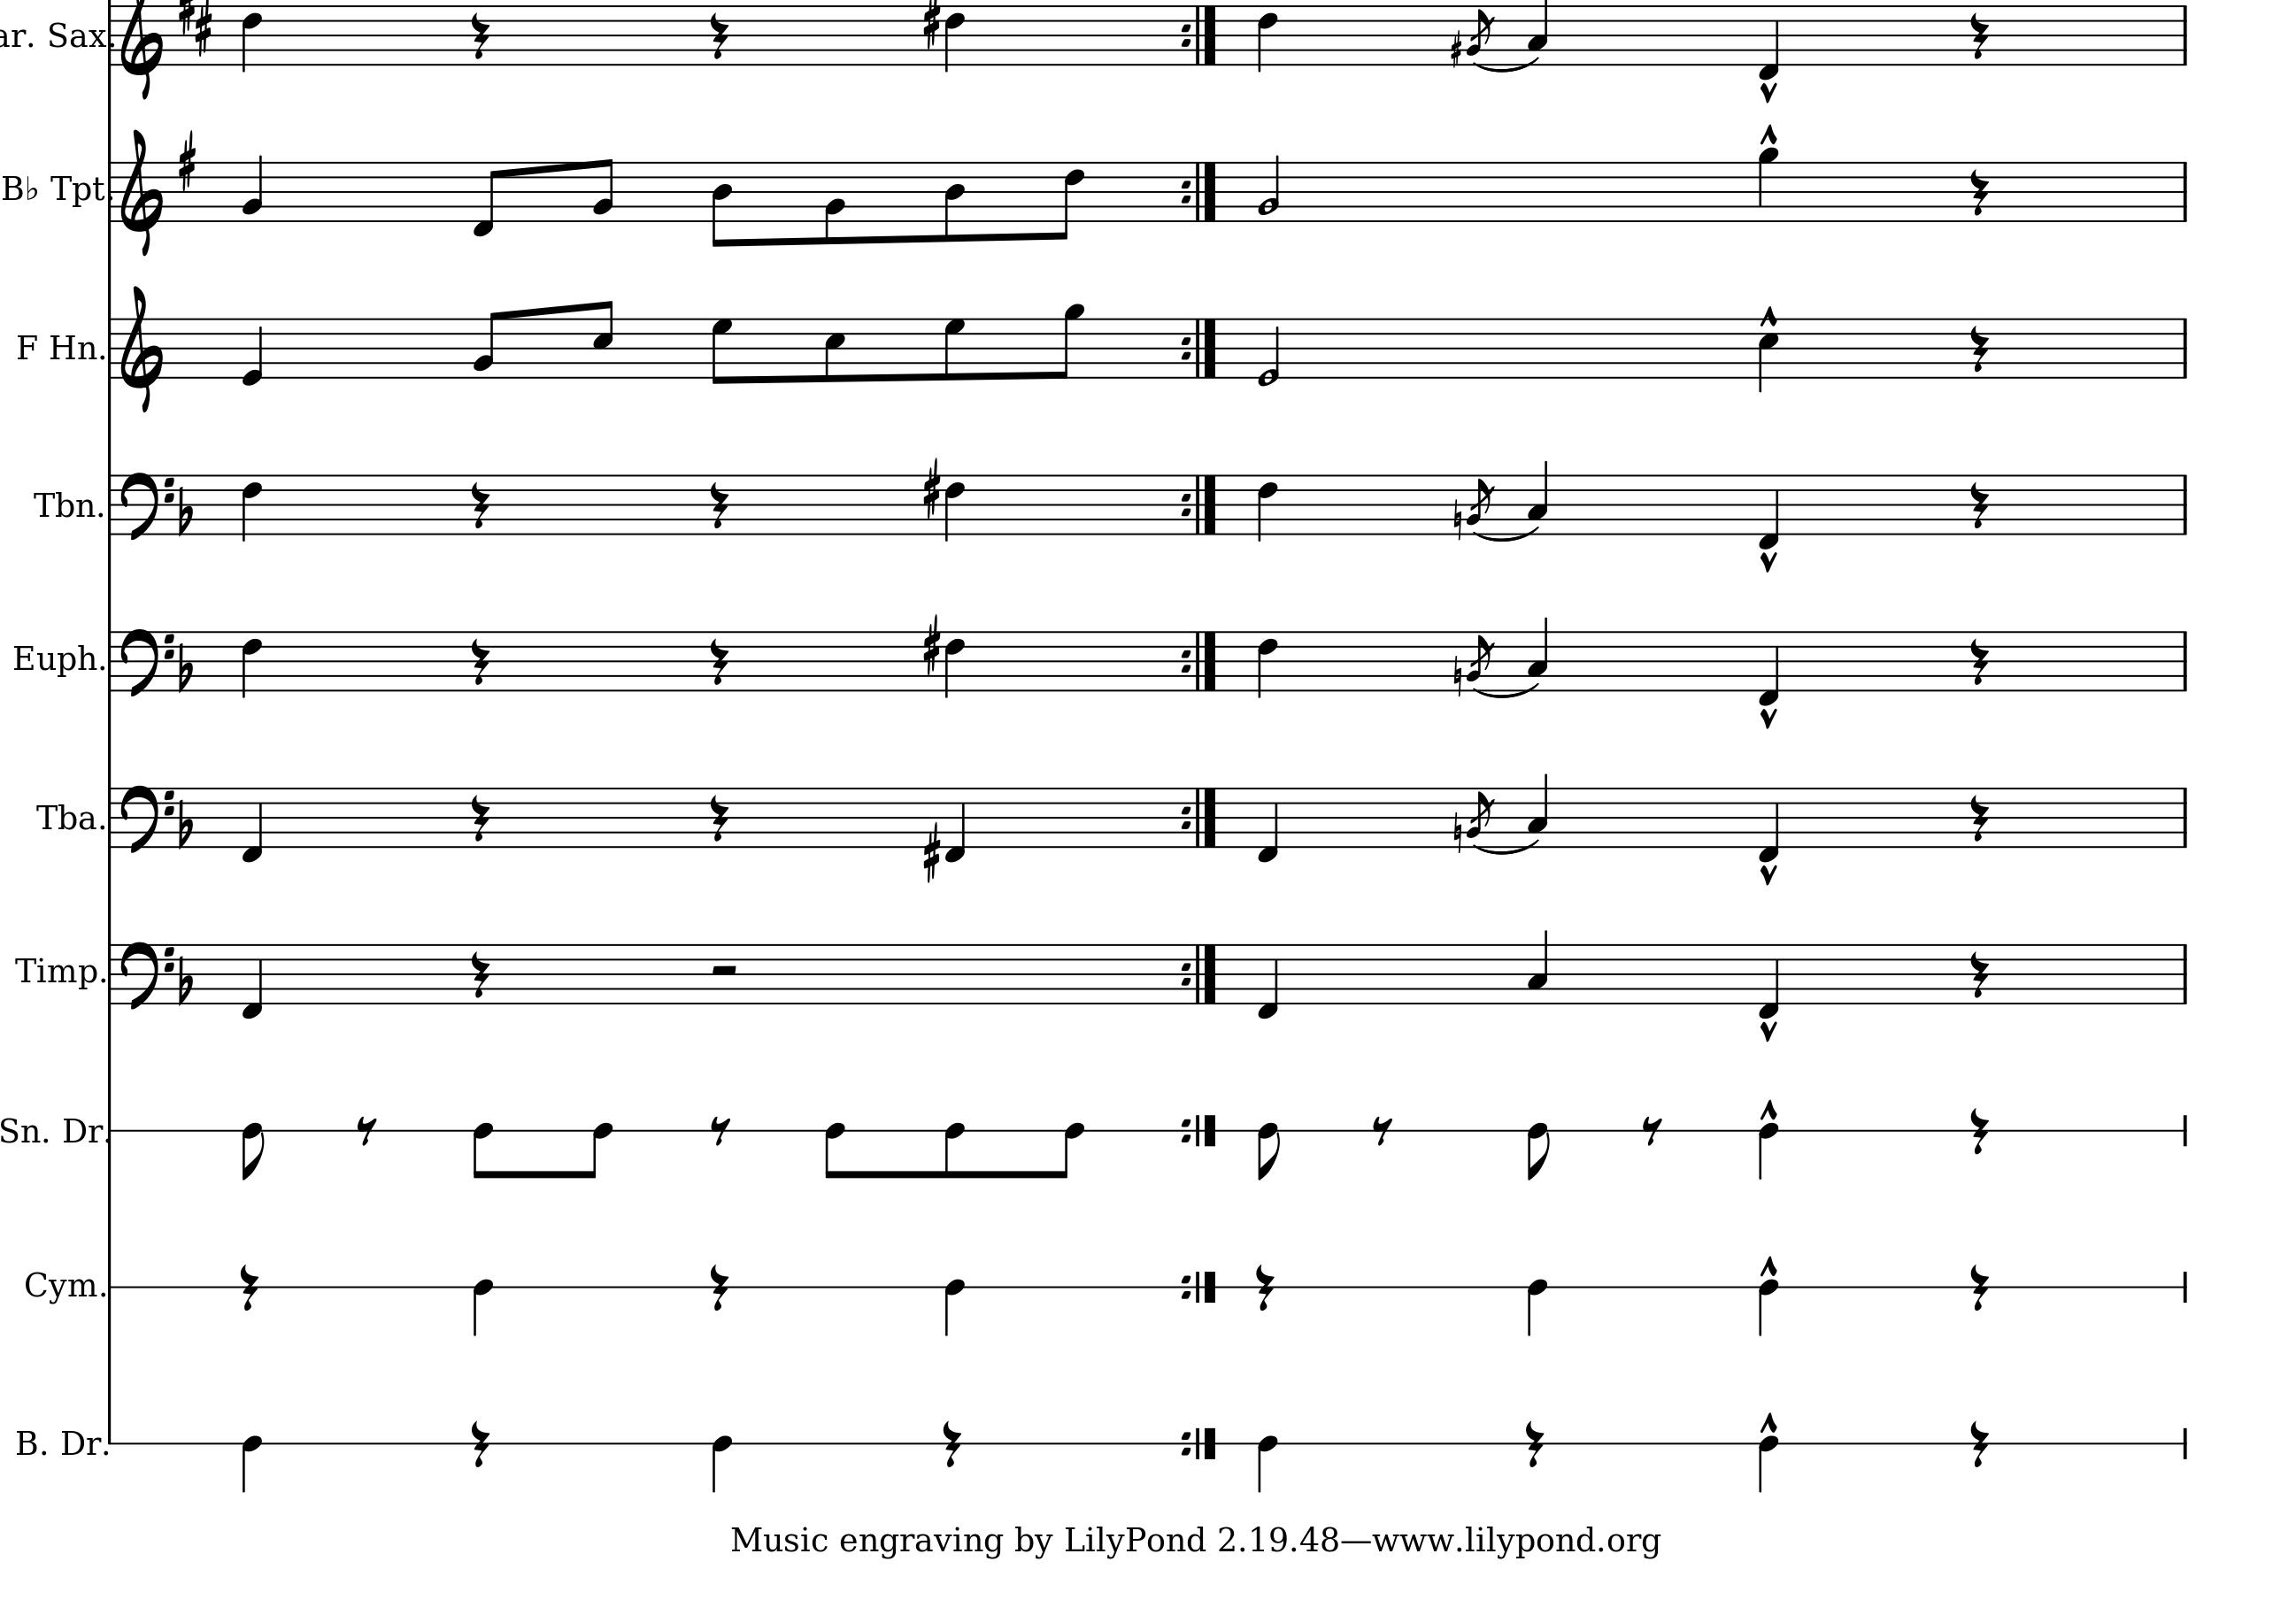 ar. Sax.
B♭ Tpt.
F Hn.
Tbn.
Euph.
Tba.
Timp.
Sn. Dr.
Cym.
B. Dr.
Music engraving by LilyPond 2.19.48—www.lilypond.org